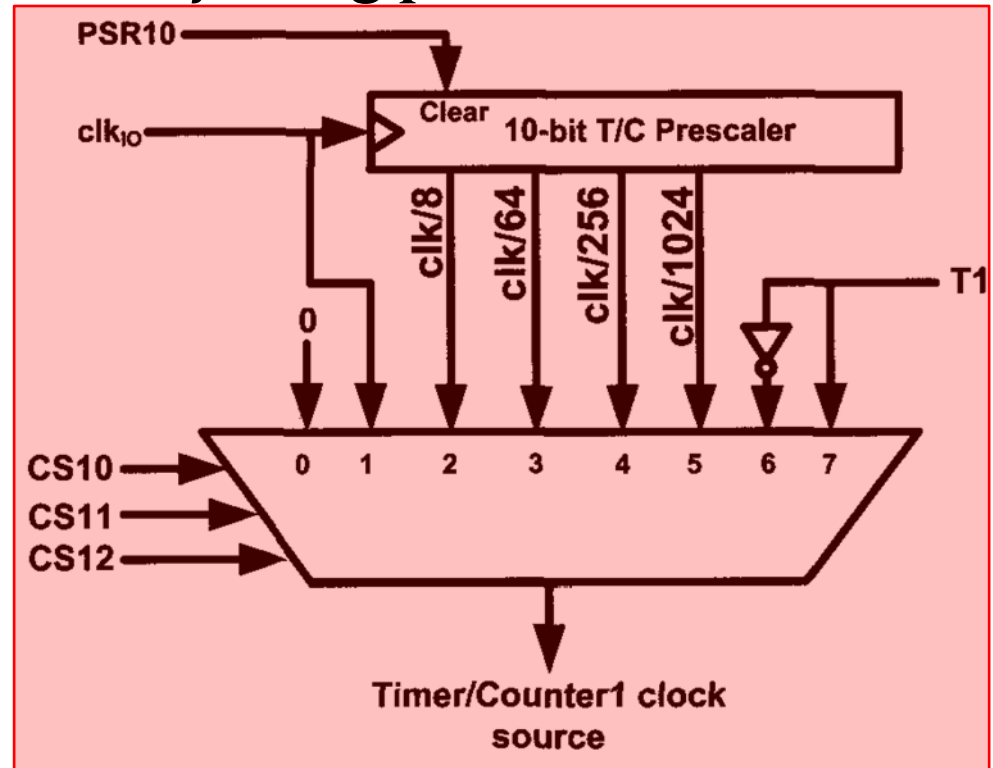 PSR10
Clear
clkIO
10-bit T/C Prescaler
clk/8
clk/64
clk/256
clk/1024
T1
0
0 1 2 3 4 5 6 7
CS10
CS11
CS12
Timer/Counter1 clock
source